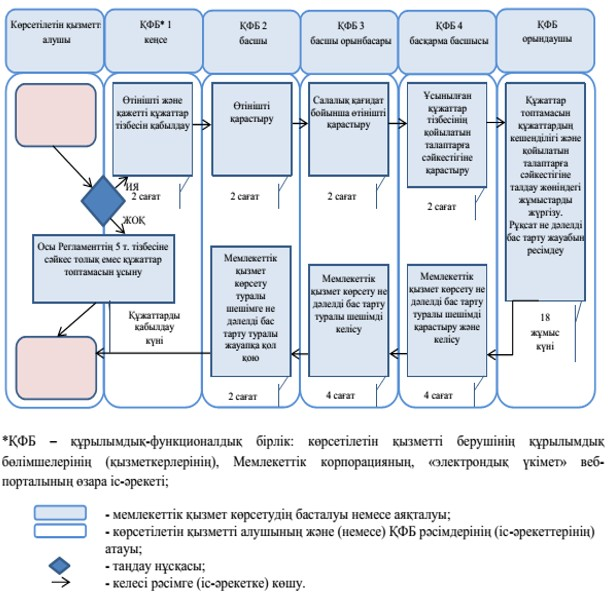 Көрсетілетін қызметті
алушы
ҚФБ* 1
кеңсе
ҚФБ 2
басшы
ҚФБ 3
басшы орынбасары
ҚФБ 4
басқарма басшысы
ҚФБ
орындаушы
Өтінішті және
қажетті құжаттар
тізбесін қабылдау
Өтінішті
қарастыру
Салалық қағидат
бойынша өтінішті
қарастыру
Ұсынылған
құжаттар
тізбесінің
қойылатын
талаптарға
сәйкестігіне
қарастыру
Құжаттар
топтамасын
құжаттардың
кешенділігі және
қойылатын
талаптарға
сәйкестігіне
талдау жөніндегі
жұмыстарды
жүргізу.
Рұқсат не дәлелді
бас тарту жауабын
ресімдеу
ИЯ
2 сағат
2 сағат
2 сағат
2 сағат
ЖОҚ
Осы Регламенттің 5 т. тізбесіне
сәйкес толық емес құжаттар
топтамасын ұсыну
Құжаттарды
қабылдау
күні
Мемлекеттік
қызмет
көрсету
туралы
шешімге не
дәлелді бас
тарту туралы
жауапқа қол
қою
Мемлекеттік
қызмет көрсету не
дәлелді бас тарту
туралы шешімді
келісу
Мемлекеттік
қызмет көрсету не
дәлелді бас тарту
туралы шешімді
қарастыру және
келісу
18
жұмыс
күні
2 сағат
4 сағат
4 сағат
*ҚФБ – құрылымдық-функционалдық бірлік: көрсетілетін қызметті берушінің құрылымдық
бөлімшелерінің (қызметкерлерінің), Мемлекеттік корпорацияның, «электрондық үкімет» веб-
порталының өзара іс-әрекеті;
- мемлекеттік қызмет көрсетудің басталуы немесе аяқталуы;
- көрсетілетін қызметті алушының және (немесе) ҚФБ рәсімдерінің (іс-әрекеттерінің)
атауы;
- таңдау нұсқасы;
- келесі рәсімге (іс-әрекетке) көшу.